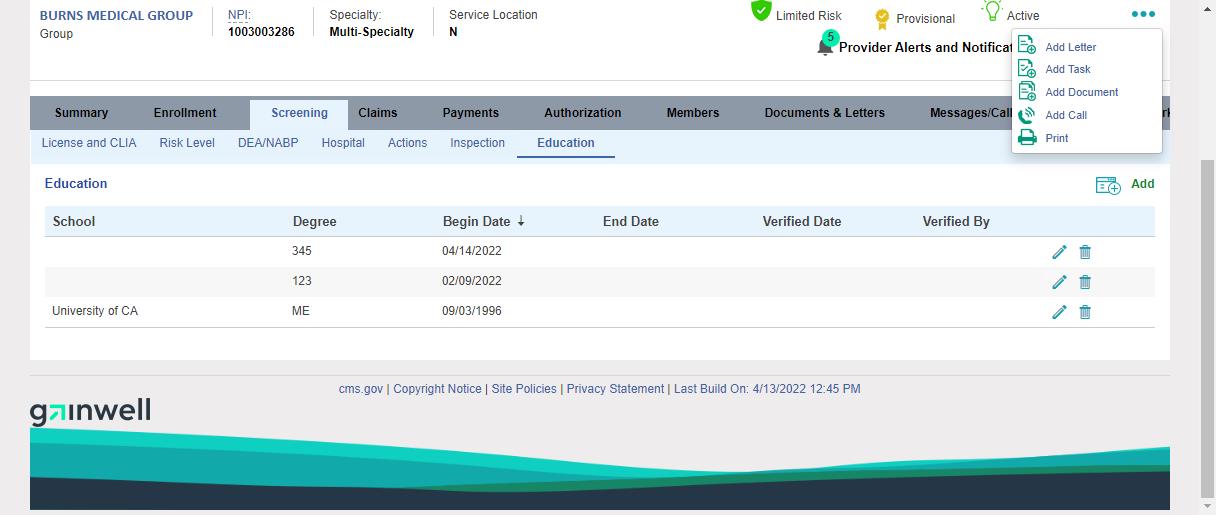 BURNS MEDICAL GROUP
Group
NPI:
1003003286
Specialty:
Multi-Specialty
Service Location
N
Limited Risk
Provisional
Active
5
Provider Alerts and Notificat
Add Letter
Add Task
Add Document
Add Call
Print
Summary Enrollment Screening Claims Payments Authorization Members Documents & Letters Messages/Call
License and CLIA Risk Level DEA/NABP Hospital Actions Inspection Education
Education
Add
School Degree Begin Date ↓ End Date Verified Date Verified By
345 04/14/2022
123 02/09/2022
University of CA ME 09/03/1996
cms.gov | Copyright Notice | Site Policies | Privacy Statement | Last Build On: 4/13/2022 12:45 PM
gainwell